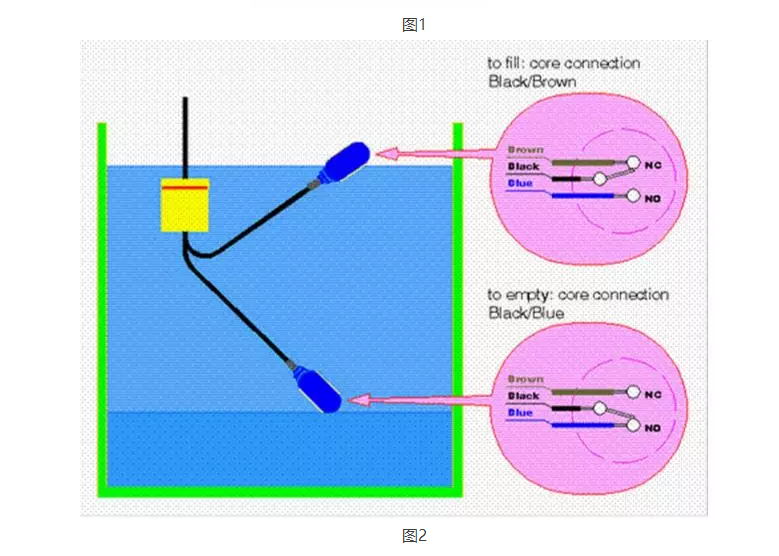 图1
to fill: core connection
Black/Brown
Brown
Black
Blue
NC
NO
to empty: core connection
Black/Blue
Brown
Black
Blue
NC
NO
图2